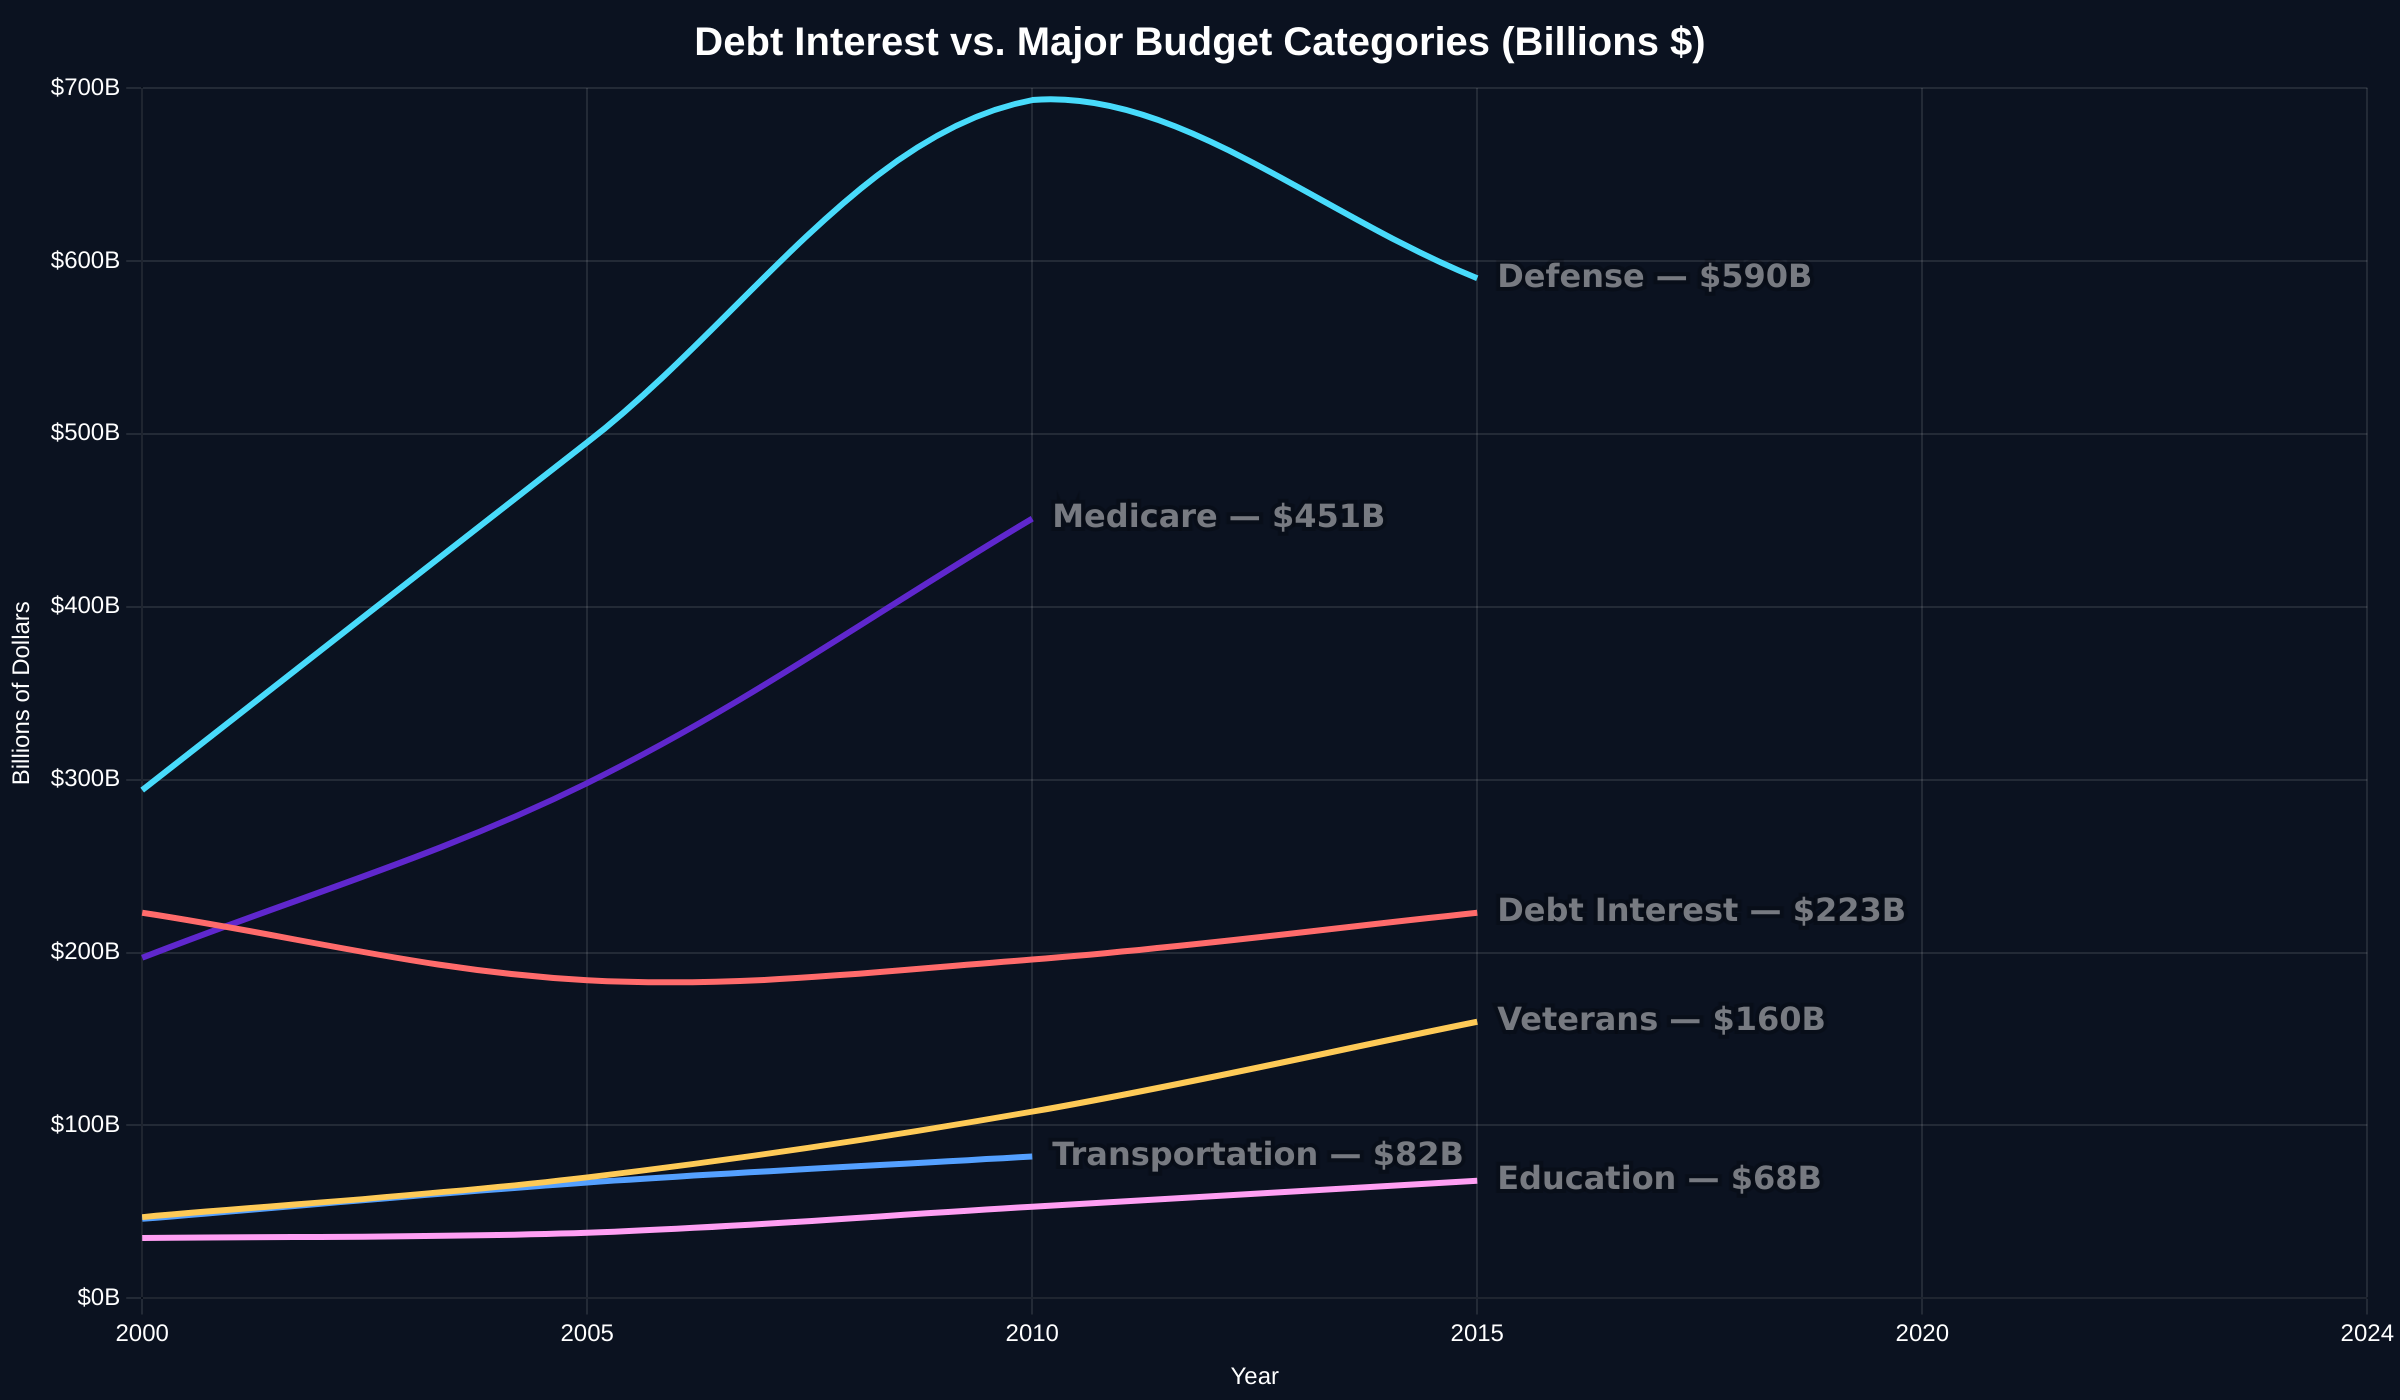 Debt Interest vs. Major Budget Categories (Billions $)
$700B
$600B
$500B
$400B
$300B
$200B
$100B
$0B
Billions of Dollars
Defense — $590B
Medicare — $451B
Debt Interest — $223B
Veterans — $160B
Transportation — $82B
Education — $68B
2000
2005
2010
2015
2020
2024
Year